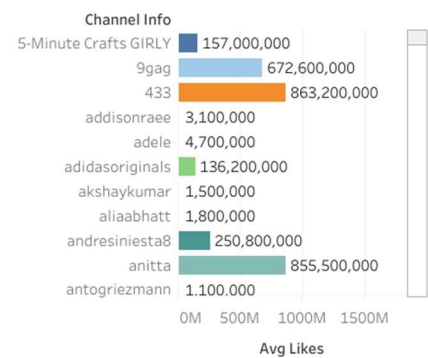 Channel Info
5-Minute Crafts GIRLY 157,000,000
9gag 672,600,000
433 863,200,000
addisonraee 3,100,000
adele 4,700,000
adidasoriginals 136,200,000
akshaykumar 1,500,000
aliaabhatt 1,800,000
andresiniesta8 250,800,000
anitta 855,500,000
antogriezmann 1,100,000
0M 500M 1000M 1500M
Avg Likes